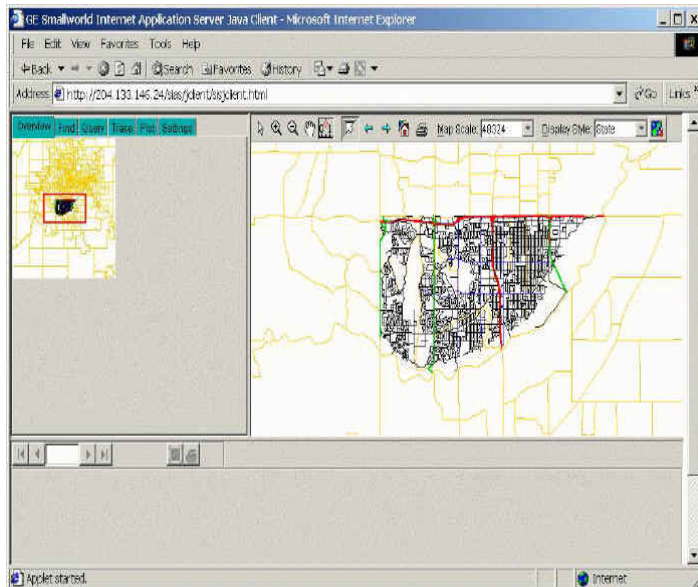 GE Smallworld Internet Application Server Java Client - Microsoft Internet Explorer
File Edit View Favorites Tools Help
Back Search Favorites History
Address http://204.133.146.24/sias/jclient/sisjclient.html Go Links
Overview Find Query Trace Plot Settings
Map Scale: 40324 Display Style: State
Applet started. Internet